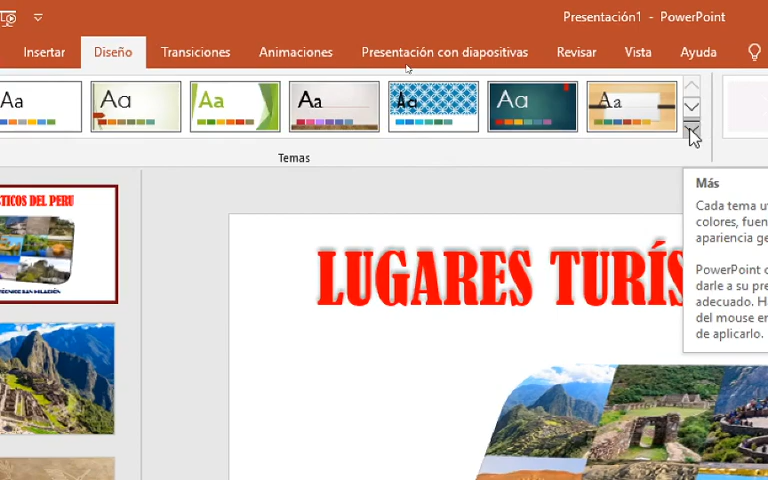 Presentación1 - PowerPoint
Insertar Diseño Transiciones Animaciones Presentación con diapositivas Revisar Vista Ayuda
Aa Aa Aa Aa Aa Aa Aa
Temas
Más
Cada tema u
colores, fuen
apariencia ge
PowerPoint c
darle a su pre
adecuado. H
del mouse en
de aplicarlo.
TICOS DEL PERU
LUGARES TURÍS